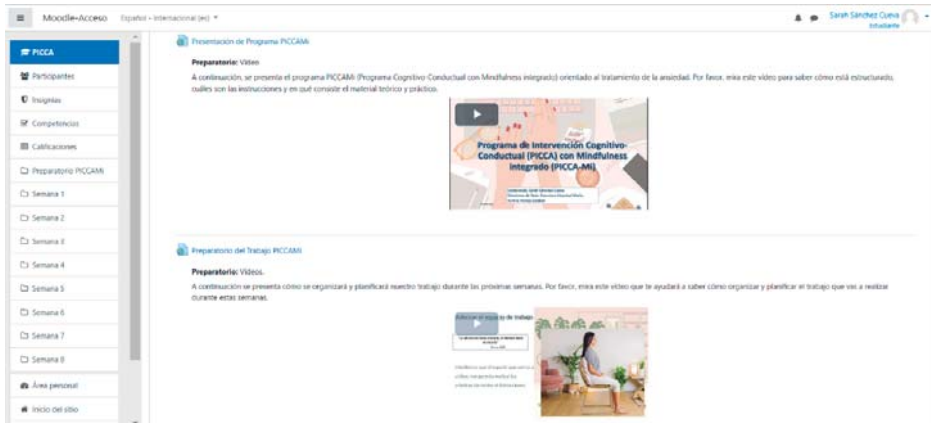 Moodle-Acceso Español - Internacional (es)
Sarah Sánchez Cueva
Estudiante
PICCA
Participantes
Insignias
Competencias
Calificaciones
Preparatorio PICCAMi
Semana 1
Semana 2
Semana 3
Semana 4
Semana 5
Semana 6
Semana 7
Semana 8
Área personal
Inicio del sitio
Presentación de Programa PICCAMi
Preparatorio: Vídeo
A continuación, se presenta el programa PICCAMi (Programa Cognitivo-Conductual con Mindfulness integrado) orientado al tratamiento de la ansiedad. Por favor, mira este vídeo para saber cómo está estructurado,
cuáles son las instrucciones y en qué consiste el material teórico y práctico.
Programa de Intervención Cognitivo-
Conductual (PICCA) con Mindfulness
integrado (PICCA-Mi)
Preparatorio del Trabajo PICCAMi
Preparatorio: Vídeos.
A continuación se presenta cómo se organizará y planificará nuestro trabajo durante las próximas semanas. Por favor, mira este vídeo que te ayudará a saber cómo organizar y planificar el trabajo que vas a realizar
durante estas semanas.
espacio de trabajo